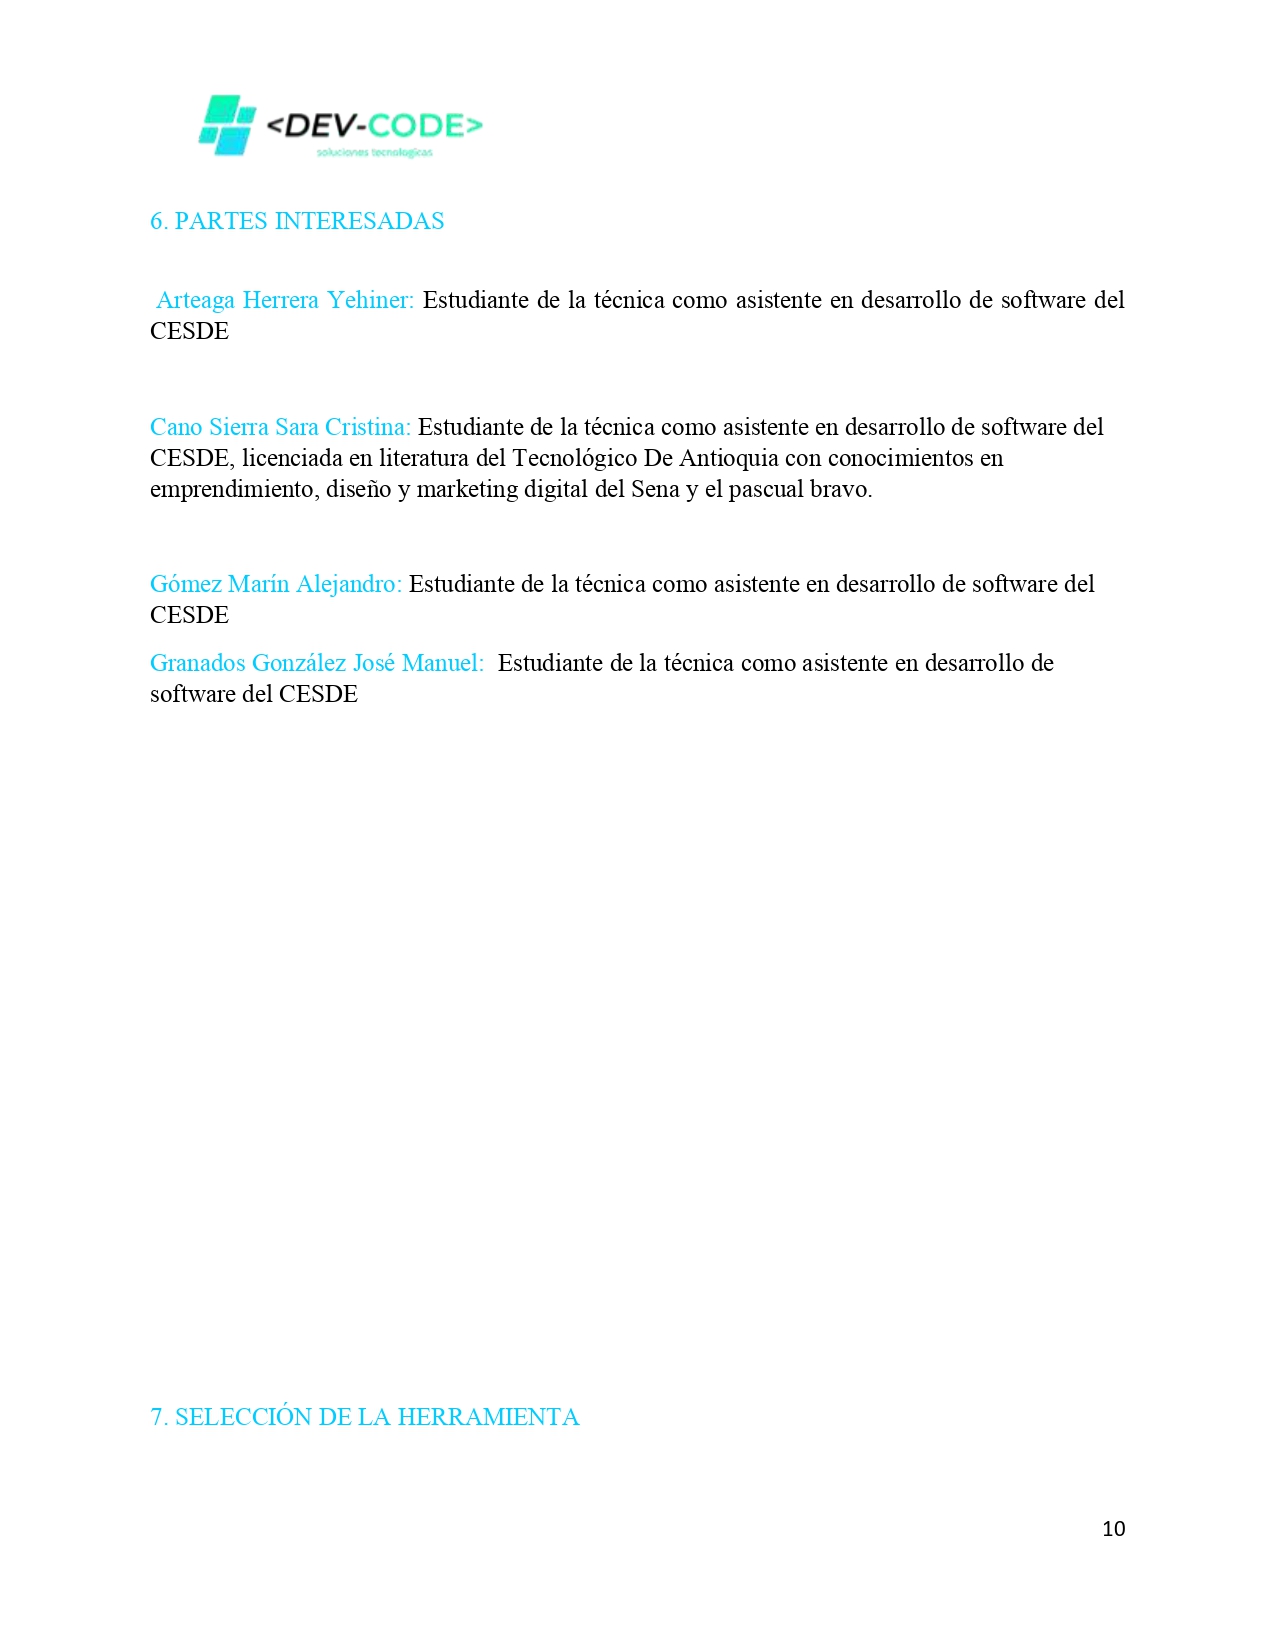 <DEV-CODE>
soluciones tecnologicas
6. PARTES INTERESADAS
Arteaga Herrera Yehiner: Estudiante de la técnica como asistente en desarrollo de software del
CESDE
Cano Sierra Sara Cristina: Estudiante de la técnica como asistente en desarrollo de software del
CESDE, licenciada en literatura del Tecnológico De Antioquia con conocimientos en
emprendimiento, diseño y marketing digital del Sena y el pascual bravo.
Gómez Marín Alejandro: Estudiante de la técnica como asistente en desarrollo de software del
CESDE
Granados González José Manuel:  Estudiante de la técnica como asistente en desarrollo de
software del CESDE
7. SELECCIÓN DE LA HERRAMIENTA
10